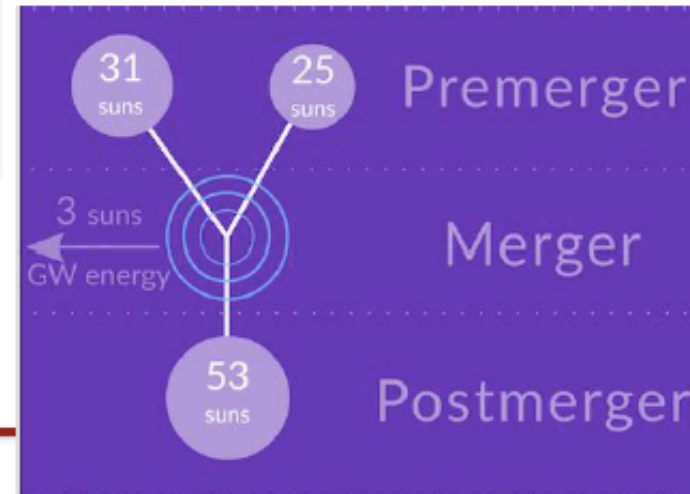 31
suns
25
suns
Premerger
3 suns
GW energy
Merger
53
suns
Postmerger